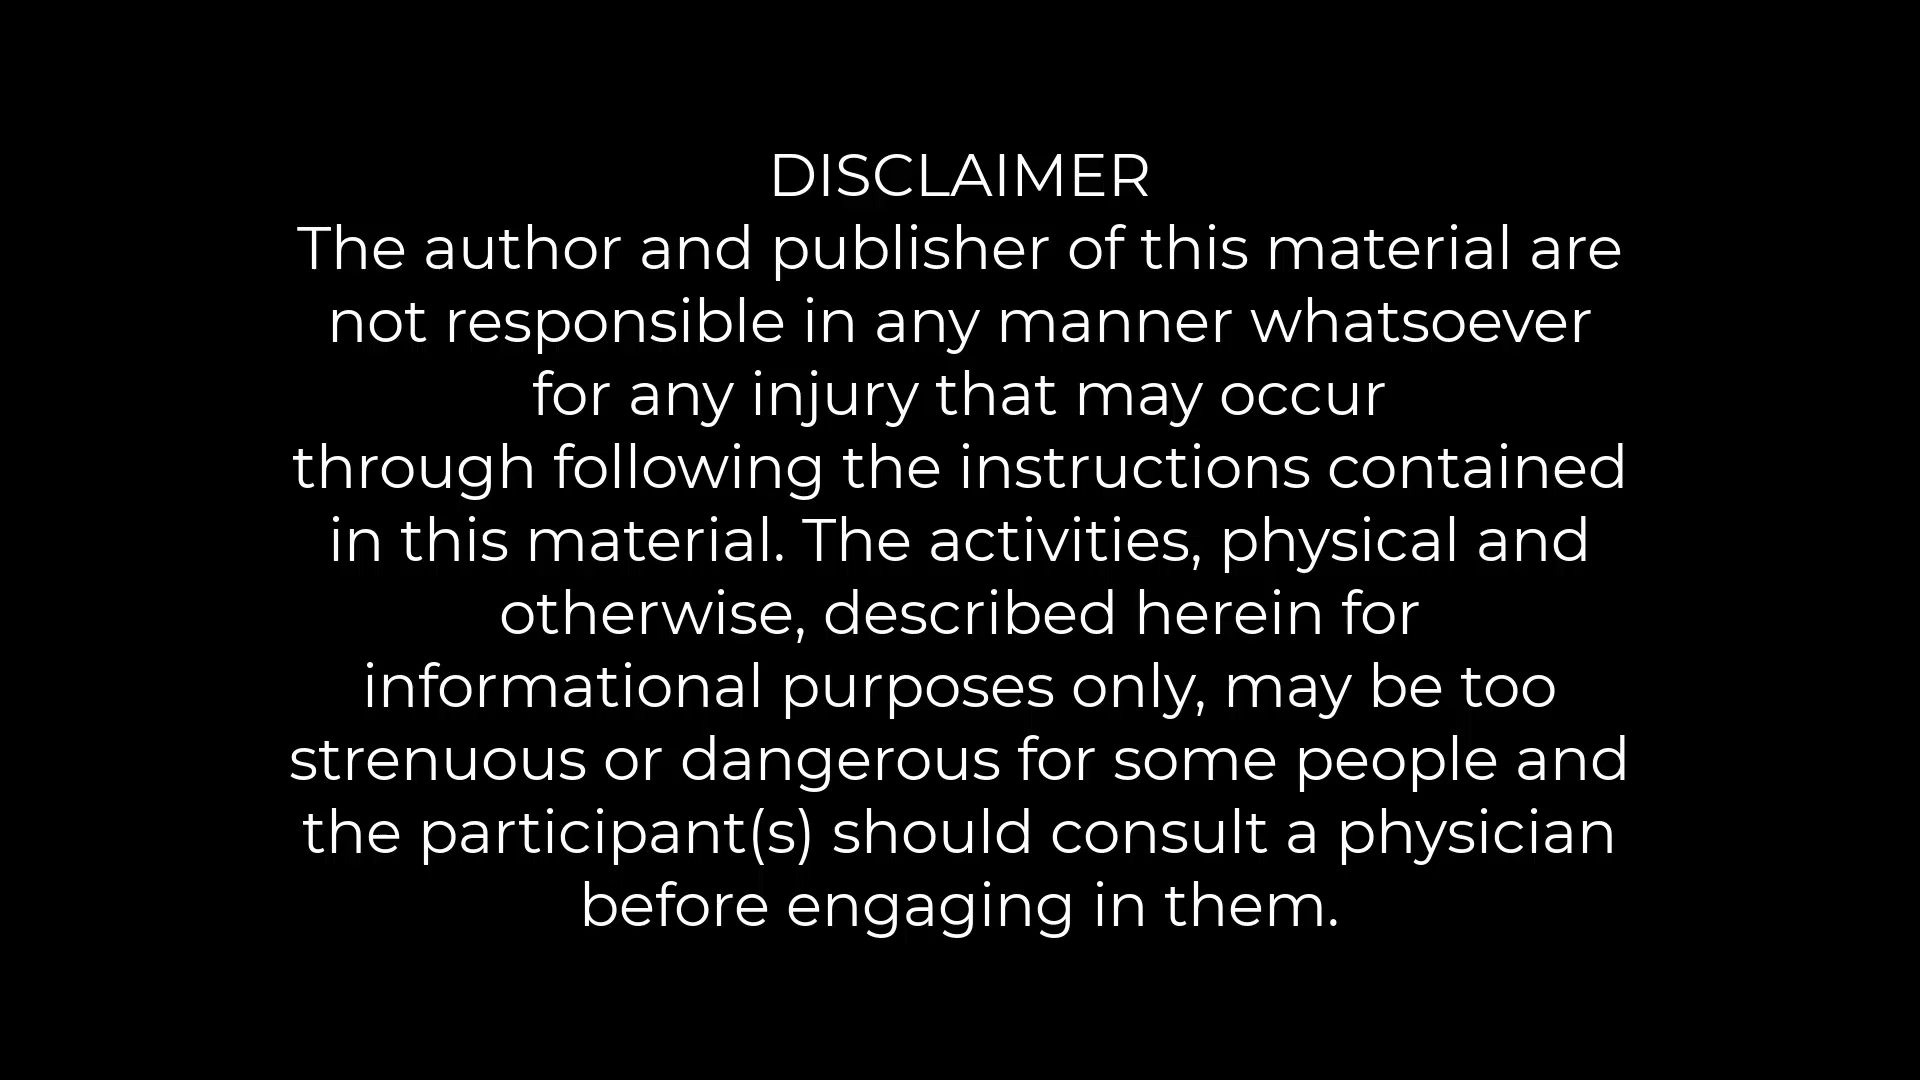 DISCLAIMER
The author and publisher of this material are
not responsible in any manner whatsoever
for any injury that may occur
through following the instructions contained
in this material. The activities, physical and
otherwise, described herein for
informational purposes only, may be too
strenuous or dangerous for some people and
the participant(s) should consult a physician
before engaging in them.